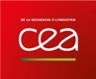 DE LA RECHERCHE À L'INDUSTRIE
cea